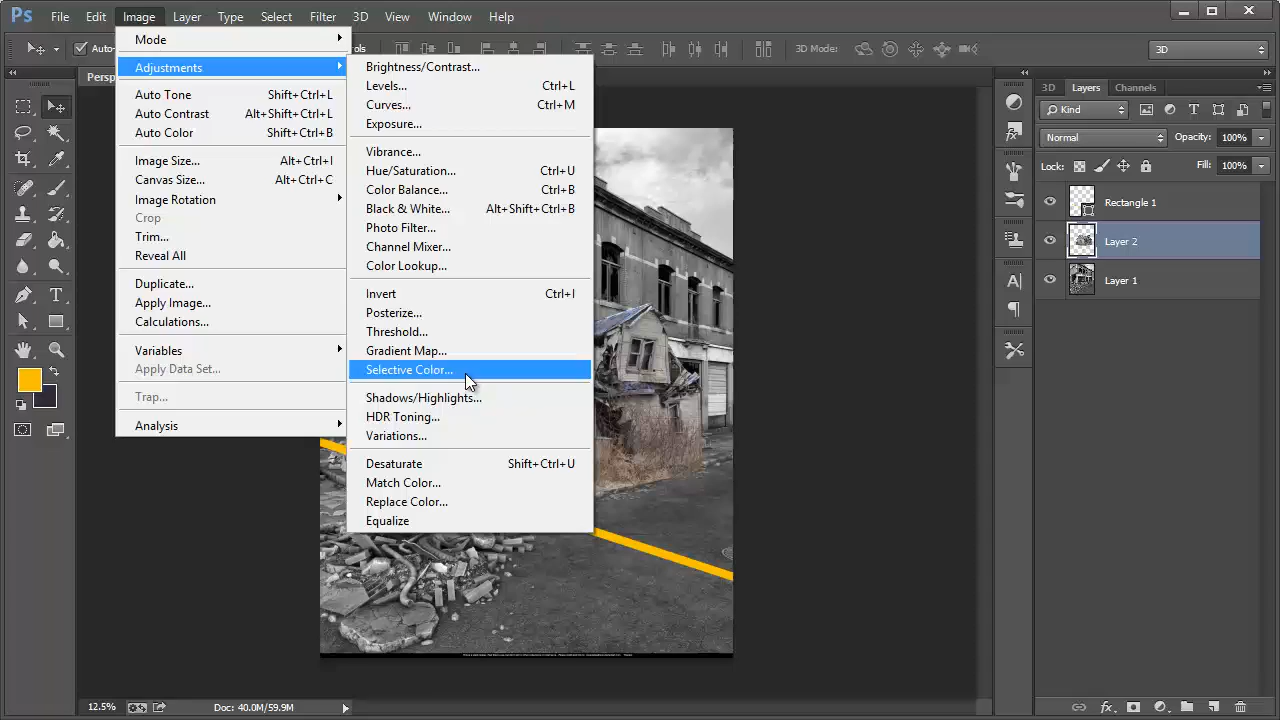 Ps File Edit Image Layer Type Select Filter 3D View Window Help
3D Mode: 3D
Mode
Adjustments
Auto Tone Shift+Ctrl+L
Auto Contrast Alt+Shift+Ctrl+L
Auto Color Shift+Ctrl+B
Image Size... Alt+Ctrl+I
Canvas Size... Alt+Ctrl+C
Image Rotation
Crop
Trim...
Reveal All
Duplicate...
Apply Image...
Calculations...
Variables
Apply Data Set...
Trap...
Analysis
Brightness/Contrast...
Levels... Ctrl+L
Curves... Ctrl+M
Exposure...
Vibrance...
Hue/Saturation... Ctrl+U
Color Balance... Ctrl+B
Black & White... Alt+Shift+Ctrl+B
Photo Filter...
Channel Mixer...
Color Lookup...
Invert Ctrl+I
Posterize...
Threshold...
Gradient Map...
Selective Color...
Shadows/Highlights...
HDR Toning...
Variations...
Desaturate Shift+Ctrl+U
Match Color...
Replace Color...
Equalize
3D Layers Channels
Kind
Normal Opacity: 100%
Lock: Fill: 100%
Rectangle 1
Layer 2
Layer 1
12.5% Doc: 40.0M/59.9M